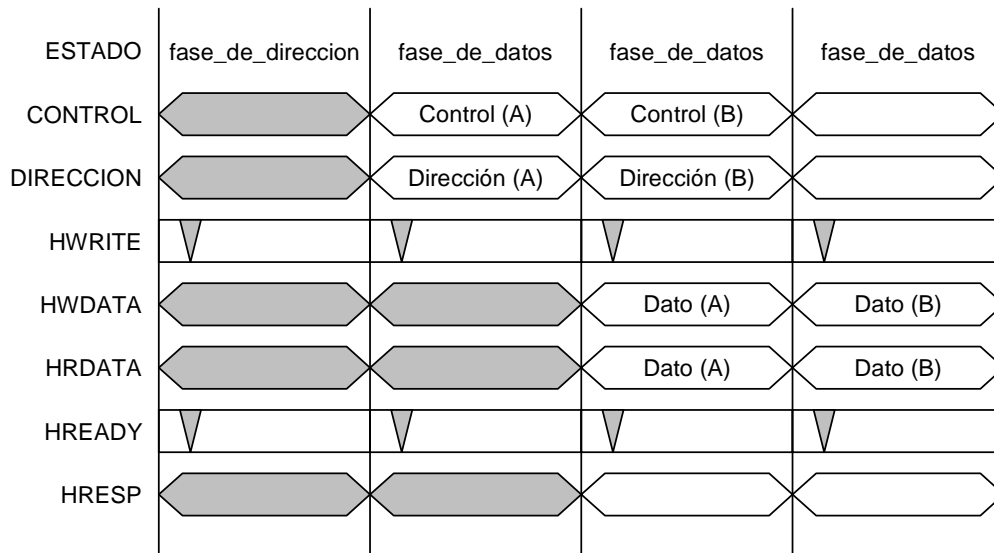 ESTADO fase_de_direccion fase_de_datos fase_de_datos fase_de_datos
CONTROL Control (A) Control (B)
DIRECCION Dirección (A) Dirección (B)
HWRITE
HWDATA Dato (A) Dato (B)
HRDATA Dato (A) Dato (B)
HREADY
HRESP